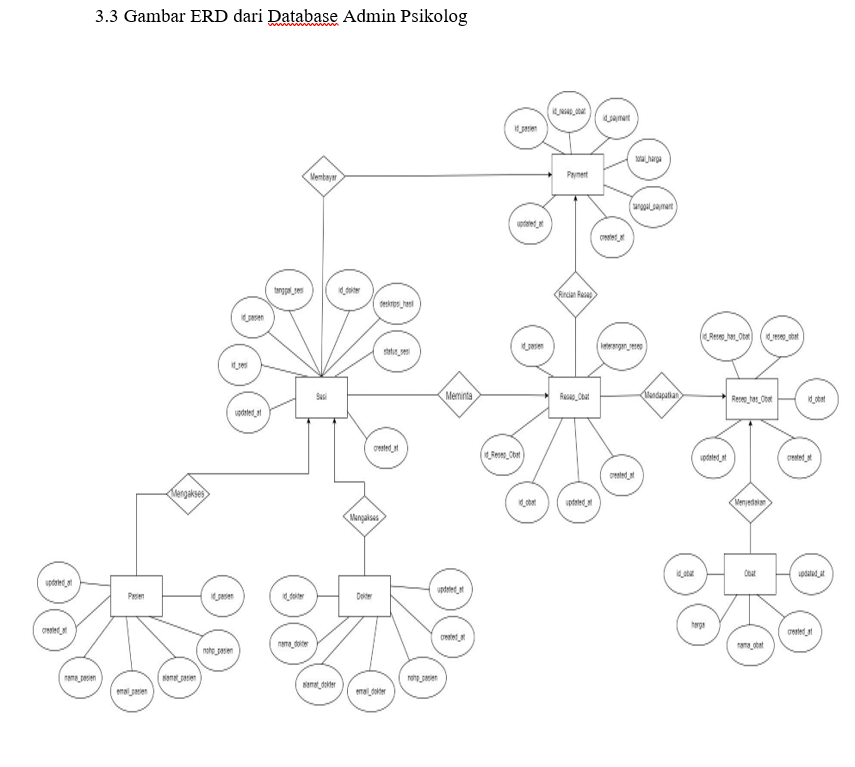 3.3 Gambar ERD dari Database Admin Psikolog
id_resep_obat
id_payment
id_pasien
total_harga
Membayar
Payment
tanggal_payment
updated_at
created_at
tanggal_sesi
id_dokter
Rincian Resep
deskripsi_hasil
id_pasien
id_Resep_has_Obat
id_resep_obat
id_pasien
keterangan_resep
status_sesi
id_sesi
Sesi
Meminta
Resep_Obat
Mendapatkan
Resep_has_Obat
id_obat
updated_at
created_at
id_Resep_Obat
updated_at
created_at
created_at
Mengakses
id_obat
updated_at
Menyediakan
Mengakses
id_obat
Obat
updated_at
updated_at
Pasien
id_pasien
id_dokter
Dokter
updated_at
harga
created_at
nama_obat
created_at
nohp_pasien
nama_dokter
created_at
nama_pasien
email_pasien
alamat_pasien
alamat_dokter
email_dokter
nohp_pasien